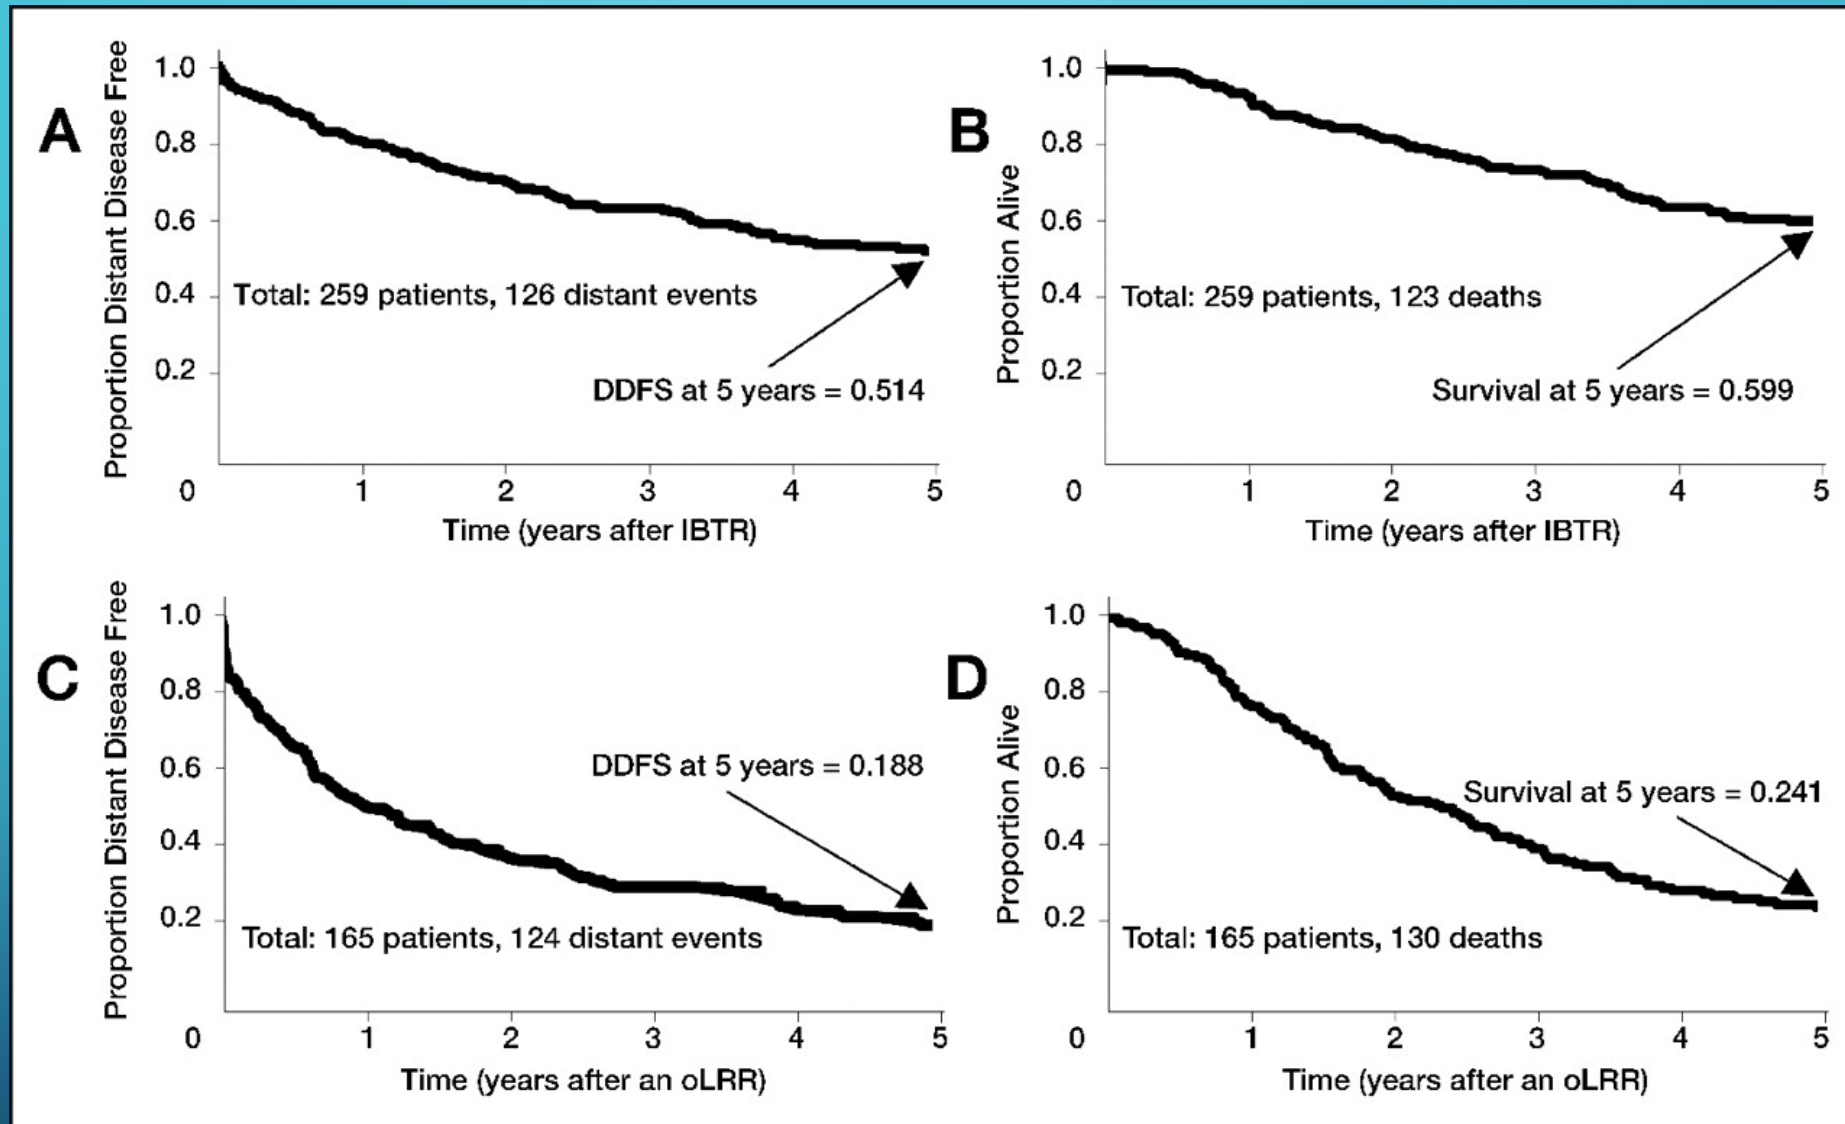 A
Proportion Distant Disease Free
1.0
0.8
0.6
0.4
0.2
0
Total: 259 patients, 126 distant events
DDFS at 5 years = 0.514
1 2 3 4 5
Time (years after IBTR)
B
Proportion Alive
1.0
0.8
0.6
0.4
0.2
0
Total: 259 patients, 123 deaths
Survival at 5 years = 0.599
1 2 3 4 5
Time (years after IBTR)
C
Proportion Distant Disease Free
1.0
0.8
0.6
0.4
0.2
0
DDFS at 5 years = 0.188
Total: 165 patients, 124 distant events
1 2 3 4 5
Time (years after an oLRR)
D
Proportion Alive
1.0
0.8
0.6
0.4
0.2
0
Survival at 5 years = 0.241
Total: 165 patients, 130 deaths
1 2 3 4 5
Time (years after an oLRR)